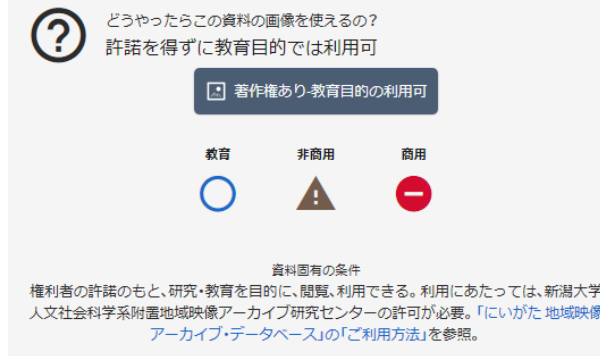 どうやったらこの資料の画像を使えるの?
許諾を得ずに教育目的では利用可
著作権あり-教育目的の利用可
教育 非商用 商用
資料固有の条件
権利者の許諾のもと、研究・教育を目的に、閲覧、利用できる。利用にあたっては、新潟大学
人文社会科学系附置地域映像アーカイブ研究センターの許可が必要。「にいがた 地域映像
アーカイブ・データベース」の「ご利用方法」を参照。